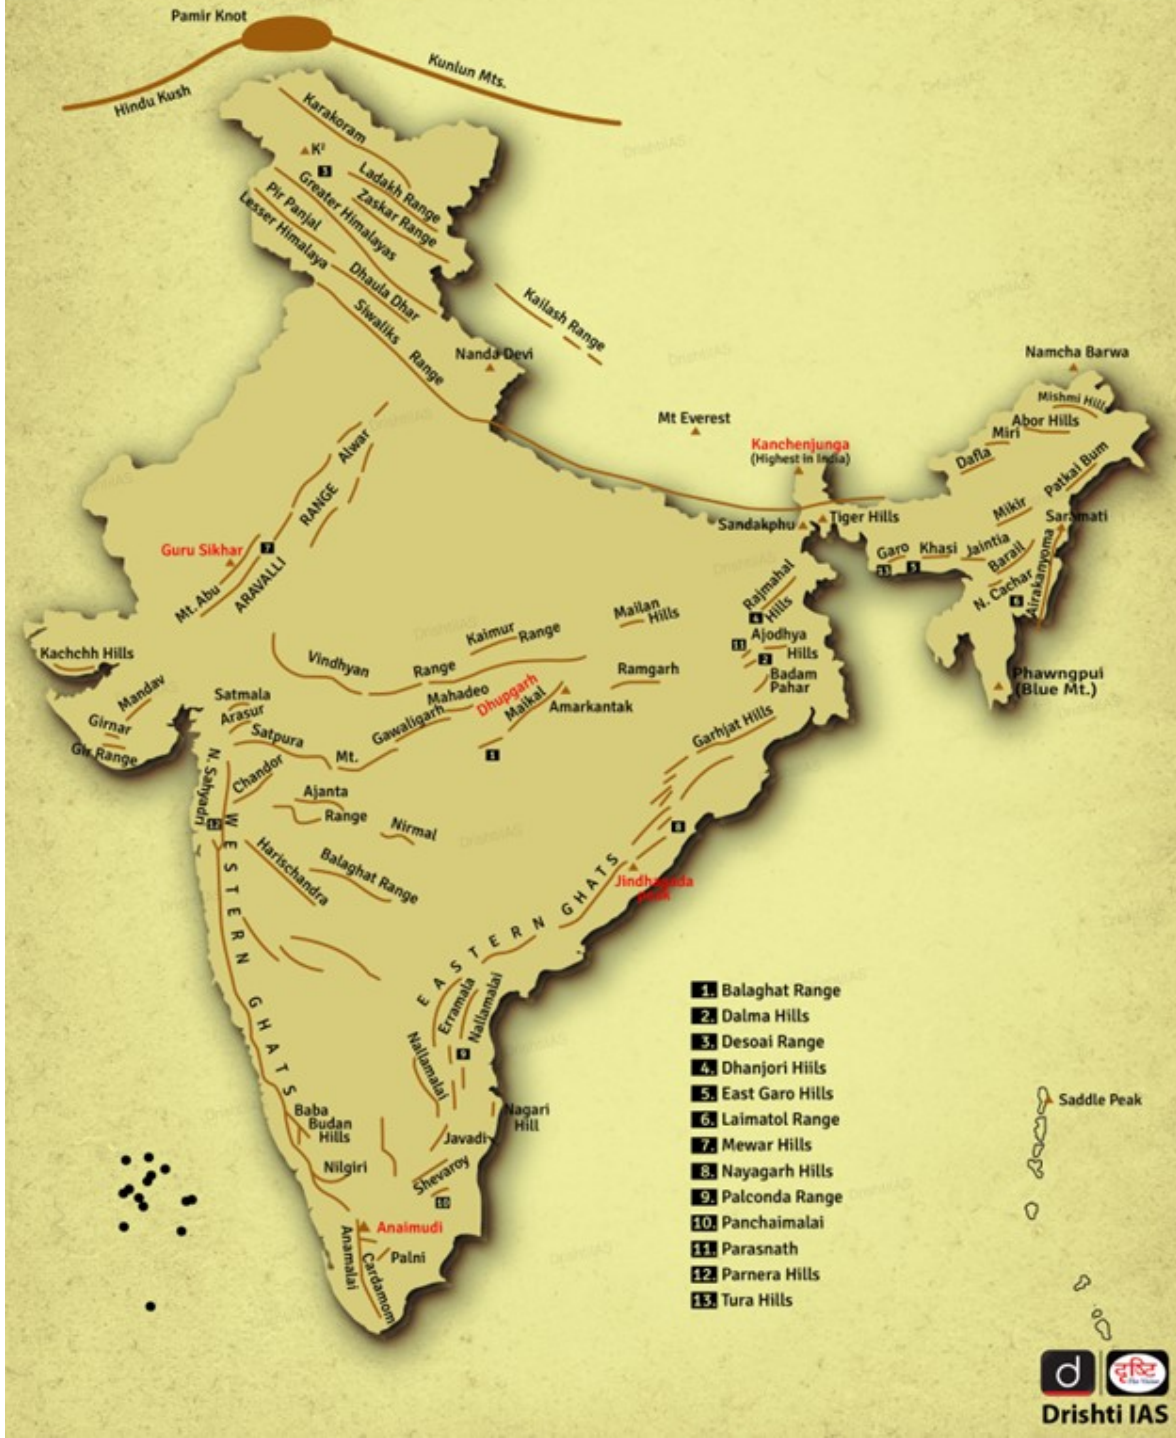 Pamir Knot
Kunlun Mts.
Hindu Kush
Karakoram
K²
3
Ladakh Range
Zaskar Range
Greater Himalayas
Pir Panjal
Lesser Himalaya
Dhaula Dhar
Siwaliks Range
Kailash Range
Nanda Devi
Namcha Barwa
Mishmi Hills
Abor Hills
Miri
Dafla
Patkai Bum
Mt Everest
Kanchenjunga
(Highest in India)
Sandakphu
Tiger Hills
Mikir
Saramati
Garo
Khasi
Jaintia
Barail
13
5
N. Cachar
6
Airakanyoma
Phawngpui
(Blue Mt.)
Alwar
ARAVALLI RANGE
7
Guru Sikhar
Mt. Abu
Rajmahal
Hills
4
11
Ajodhya
Hills
2
Badam
Pahar
Mailan
Hills
Kaimur Range
Vindhyan Range
Ramgarh
Kachchh Hills
Mandav
Girnar
Gir Range
Satmala
Arasur
Satpura Mt.
Gawaligarh
Mahadeo
Dhupgarh
Maikal
Amarkantak
1
Garhjat Hills
N. Sahyadri
Chandor
12
Ajanta
Range
Nirmal
Harischandra
Balaghat Range
8
Jindhagada
peak
WESTERN GHATS
EASTERN GHATS
Erramala
Nallamalai
Nallamalai
9
Nagari
Hill
Baba
Budan
Hills
Javadi
Nilgiri
Shevaroy
10
Anaimudi
Anamalai
Cardamom
Palni
Saddle Peak
1. Balaghat Range
2. Dalma Hills
3. Desoai Range
4. Dhanjori Hiils
5. East Garo Hills
6. Laimatol Range
7. Mewar Hills
8. Nayagarh Hills
9. Palconda Range
10. Panchaimalai
11. Parasnath
12. Parnera Hills
13. Tura Hills
d
दृष्टि
The Vision
Drishti IAS